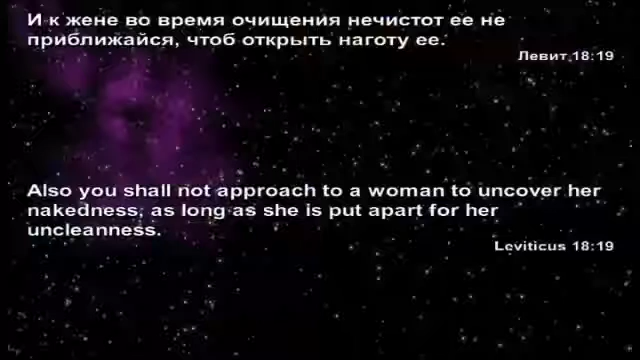 И к жене во время очищения нечистот ее не
приближайся, чтоб открыть наготу ее.
Левит 18:19
Also you shall not approach to a woman to uncover her
nakedness, as long as she is put apart for her
uncleanness.
Leviticus 18:19